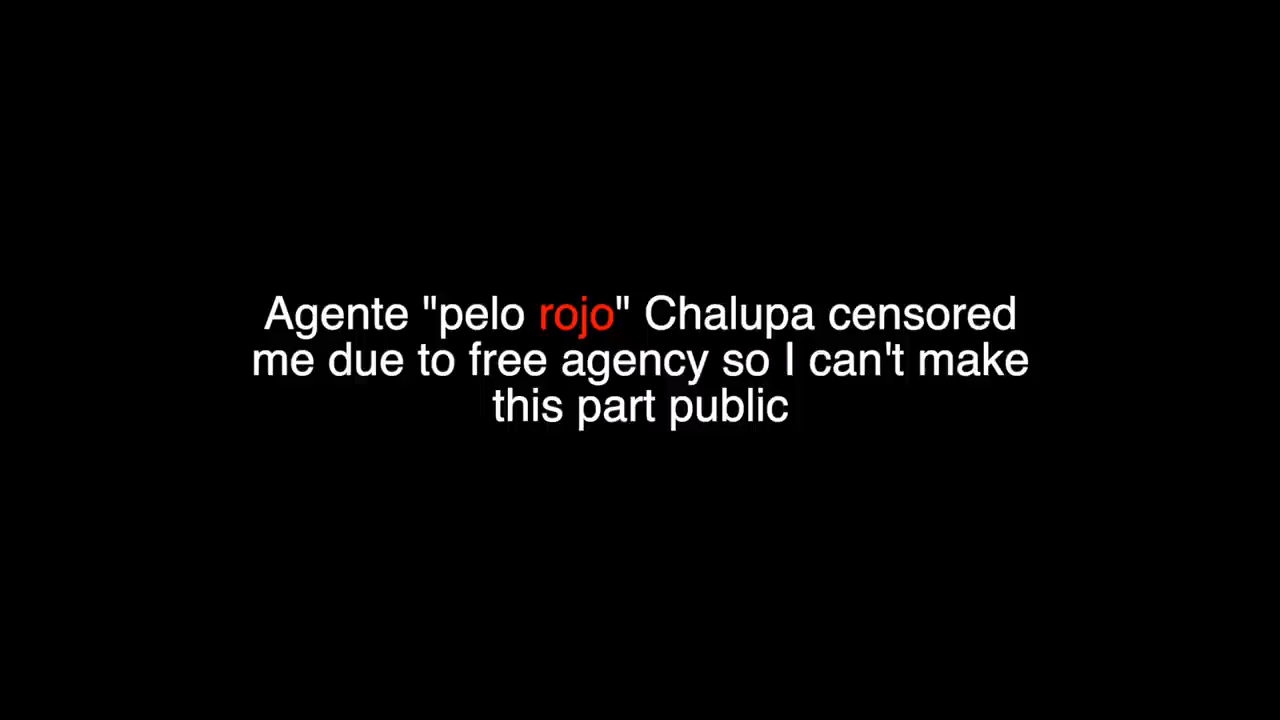 Agente "pelo rojo" Chalupa censored
me due to free agency so I can't make
this part public